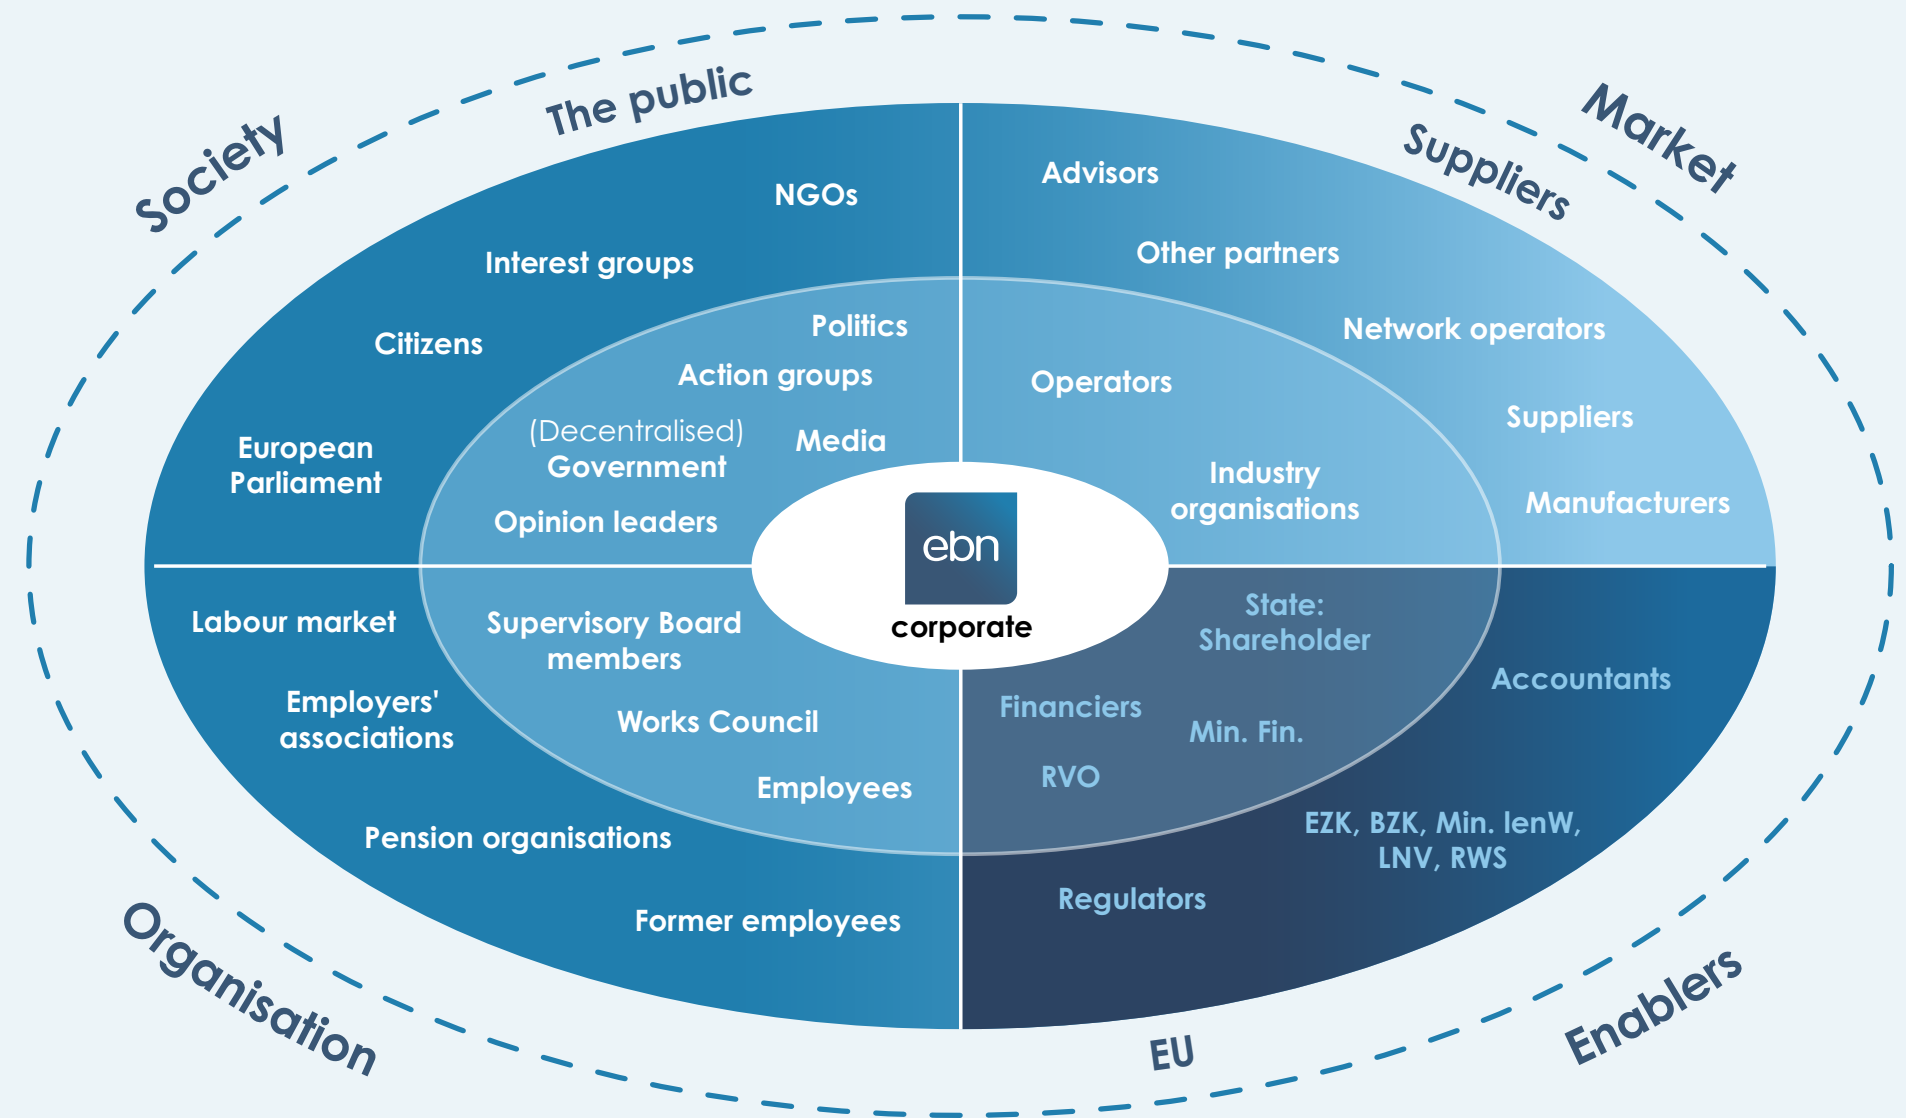 Society
The public
NGOs
Interest groups
Citizens
European
Parliament
Politics
Action groups
(Decentralised)
Government
Media
Opinion leaders
Market
Suppliers
Advisors
Other partners
Network operators
Suppliers
Manufacturers
Operators
Industry
organisations
ebn
corporate
Labour market
Employers'
associations
Pension organisations
Former employees
Supervisory Board
members
Works Council
Employees
Organisation
State:
Shareholder
Financiers
Min. Fin.
RVO
Accountants
EZK, BZK, Min. IenW,
LNV, RWS
Regulators
EU
Enablers